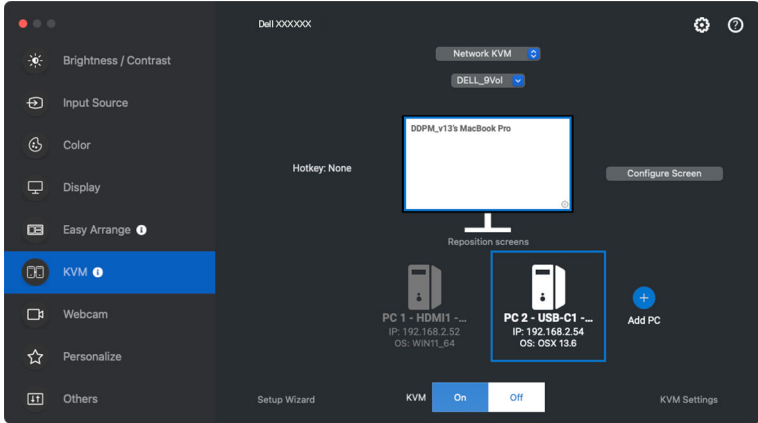 Dell XXXXXX
Brightness / Contrast
Input Source
Color
Display
Easy Arrange
KVM
Webcam
Personalize
Others
Network KVM
DELL_9Vol
DDPM_v13's MacBook Pro
Hotkey: None
Configure Screen
Reposition screens
PC 1 - HDMI1 -...
IP: 192.168.2.52
OS: WIN11_64
PC 2 - USB-C1 -...
IP: 192.168.2.54
OS: OSX 13.6
Add PC
Setup Wizard
KVM
On
Off
KVM Settings